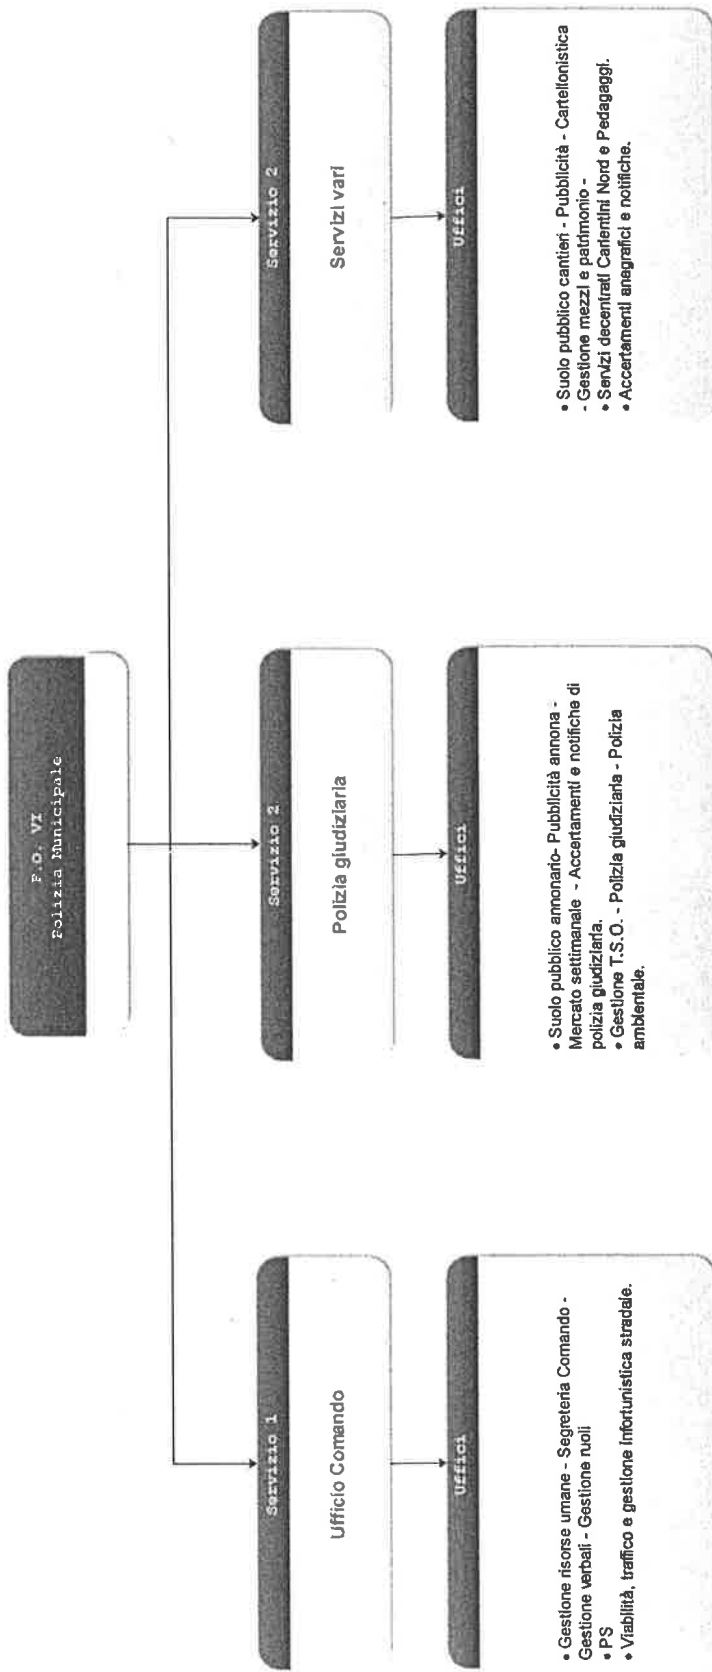 F.O. VI
Polizia Municipale
Servizio 1
Ufficio Comando
Uffici
• Gestione risorse umane - Segreteria Comando -
Gestione verbali - Gestione ruoli
• PS
• Viabilità, traffico e gestione infortunistica stradale.
Servizio 2
Polizia giudiziaria
Uffici
• Suolo pubblico annonario- Pubblicità annona -
Mercato settimanale - Accertamenti e notifiche di
polizia giudiziaria.
• Gestione T.S.O. - Polizia giudiziaria - Polizia
ambientale.
Servizio 2
Servizi vari
Uffici
• Suolo pubblico cantieri - Pubblicità - Cartellonistica
- Gestione mezzi e patrimonio -
• Servizi decentrati Carlentini Nord e Pedagaggi.
• Accertamenti anagrafici e notifiche.